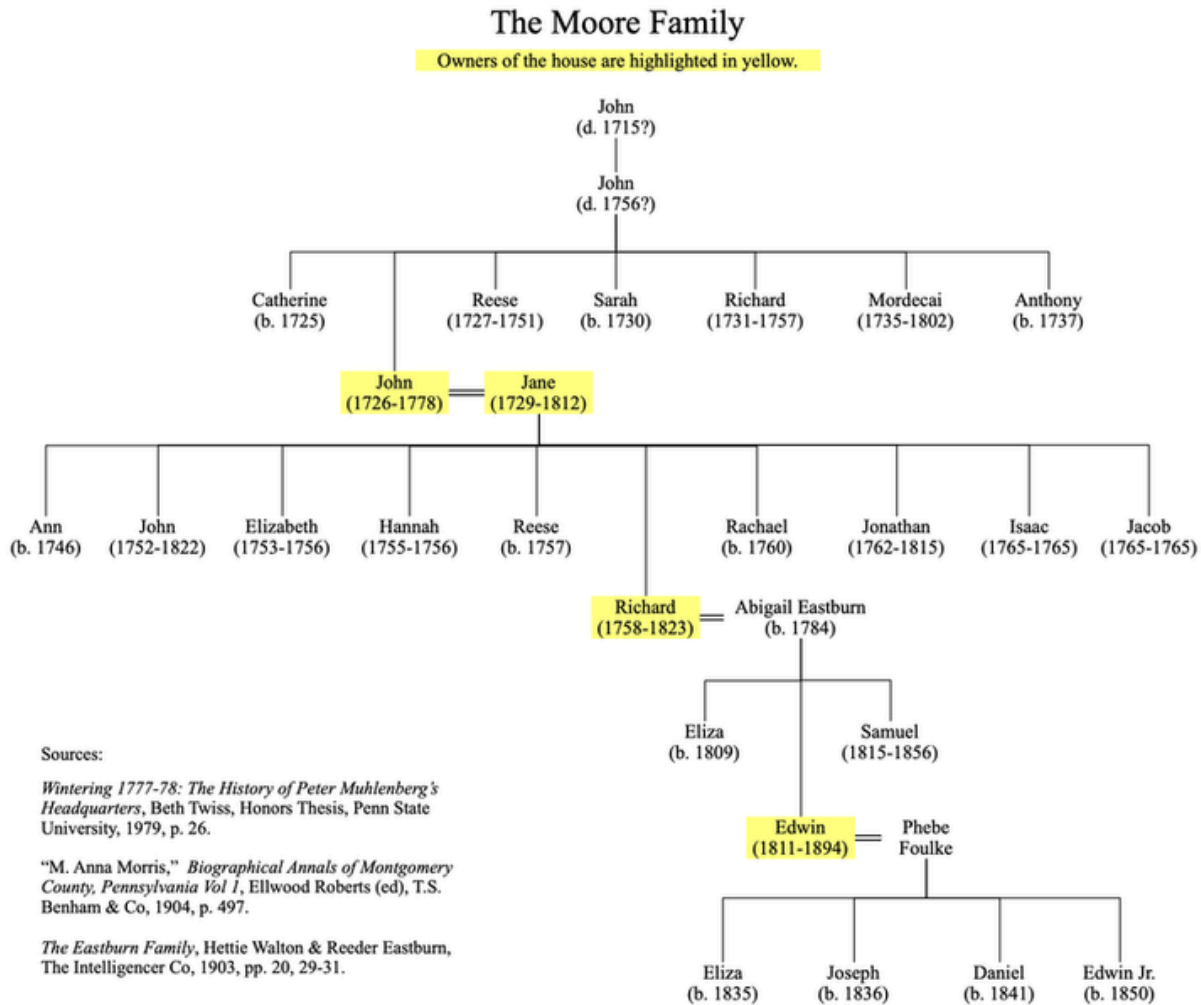 The Moore Family
Owners of the house are highlighted in yellow.
John
(d. 1715?)
John
(d. 1756?)
Catherine
(b. 1725)
Reese
(1727-1751)
Sarah
(b. 1730)
Richard
(1731-1757)
Mordecai
(1735-1802)
Anthony
(b. 1737)
John
(1726-1778)
Jane
(1729-1812)
Ann
(b. 1746)
John
(1752-1822)
Elizabeth
(1753-1756)
Hannah
(1755-1756)
Reese
(b. 1757)
Rachael
(b. 1760)
Jonathan
(1762-1815)
Isaac
(1765-1765)
Jacob
(1765-1765)
Richard
(1758-1823)
Abigail Eastburn
(b. 1784)
Eliza
(b. 1809)
Samuel
(1815-1856)
Edwin
(1811-1894)
Phebe
Foulke
Eliza
(b. 1835)
Joseph
(b. 1836)
Daniel
(b. 1841)
Edwin Jr.
(b. 1850)
Sources:
Wintering 1777-78: The History of Peter Muhlenberg's
Headquarters, Beth Twiss, Honors Thesis, Penn State
University, 1979, p. 26.
“M. Anna Morris,” Biographical Annals of Montgomery
County, Pennsylvania Vol 1, Ellwood Roberts (ed), T.S.
Benham & Co, 1904, p. 497.
The Eastburn Family, Hettie Walton & Reeder Eastburn,
The Intelligencer Co, 1903, pp. 20, 29-31.